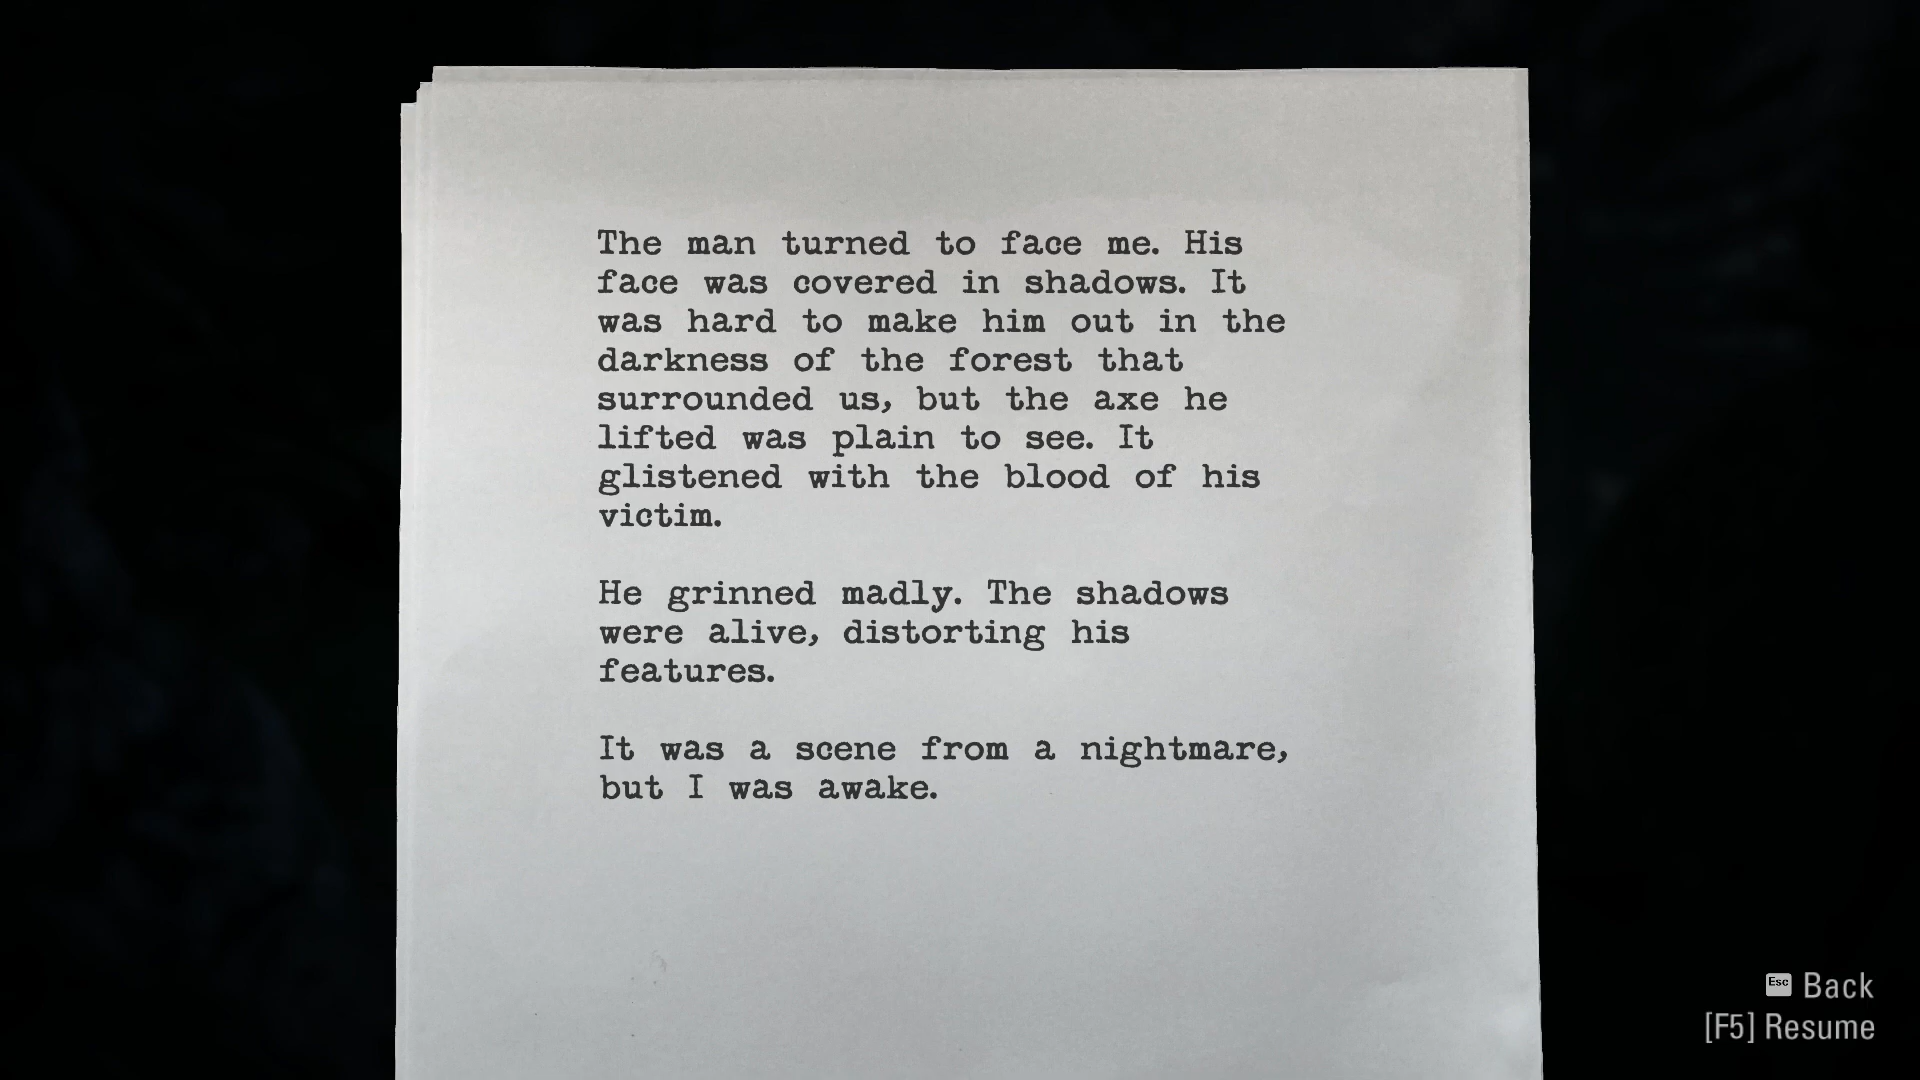 The man turned to face me. His
face was covered in shadows. It
was hard to make him out in the
darkness of the forest that
surrounded us, but the axe he
lifted was plain to see. It
glistened with the blood of his
victim.
He grinned madly. The shadows
were alive, distorting his
features.
It was a scene from a nightmare,
but I was awake.
Esc Back
[F5] Resume